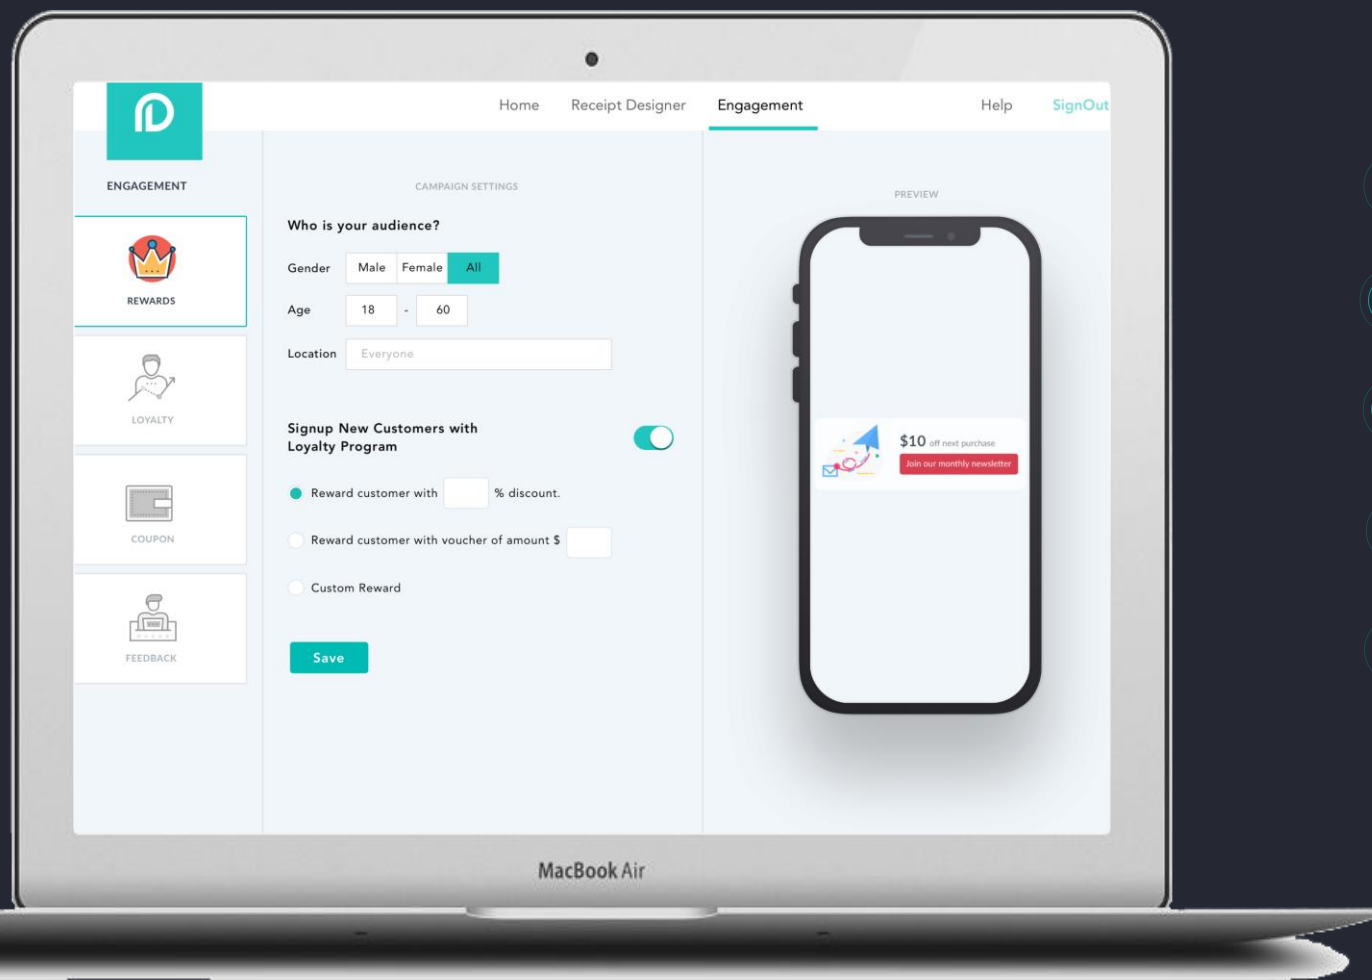 Home Receipt Designer Engagement Help SignOut
ENGAGEMENT
REWARDS
LOYALTY
COUPON
FEEDBACK
CAMPAIGN SETTINGS
Who is your audience?
Gender Male Female All
Age 18 - 60
Location Everyone
Signup New Customers with
Loyalty Program
Reward customer with % discount.
Reward customer with voucher of amount $
Custom Reward
Save
PREVIEW
$10 off next purchase
Join our monthly newsletter
MacBook Air